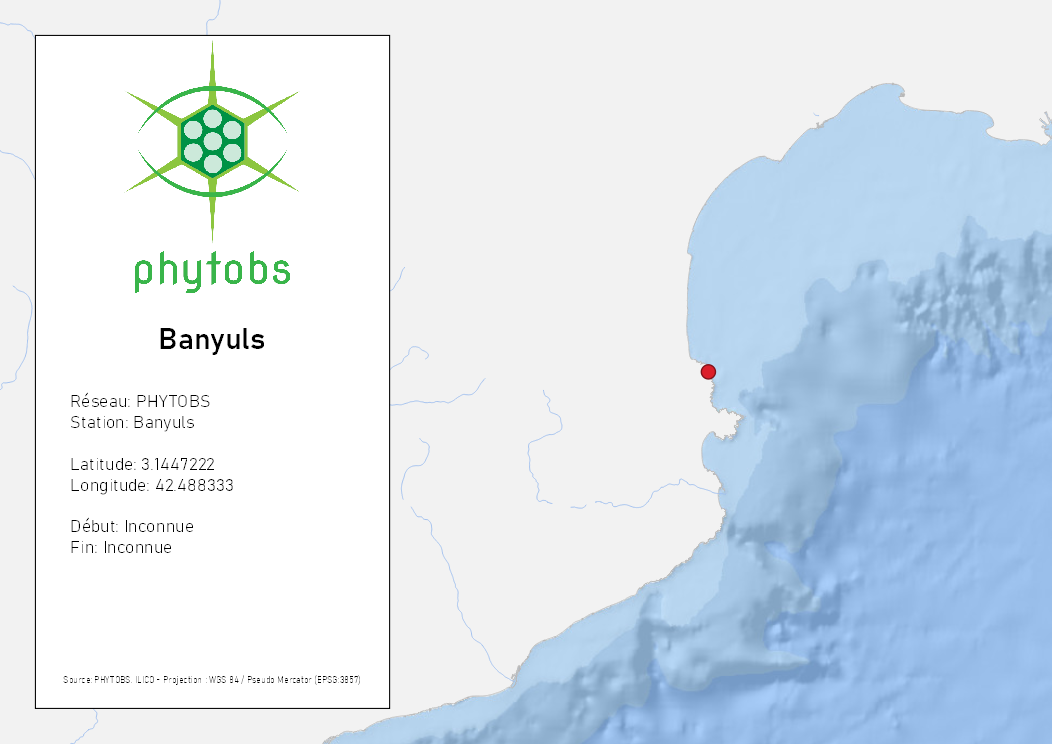 phytobs
Banyuls
Réseau: PHYTOBS
Station: Banyuls
Latitude: 3.1447222
Longitude: 42.488333
Début: Inconnue
Fin: Inconnue
Source: PHYTOBS, ILICO - Projection : WGS 84 / Pseudo Mercator (EPSG:3857)